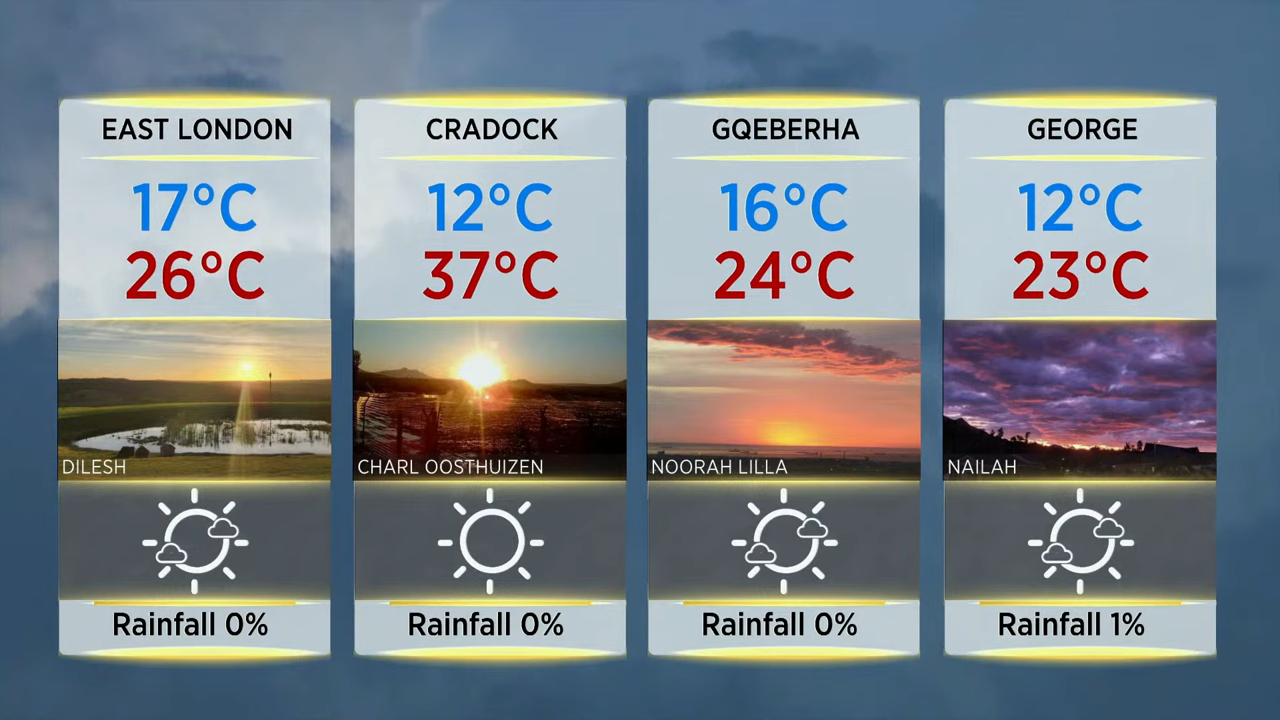 EAST LONDON
17°C
26°C
DILESH
Rainfall 0%
CRADOCK
12°C
37°C
CHARL OOSTHUIZEN
Rainfall 0%
GQEBERHA
16°C
24°C
NOORAH LILLA
Rainfall 0%
GEORGE
12°C
23°C
NAILAH
Rainfall 1%